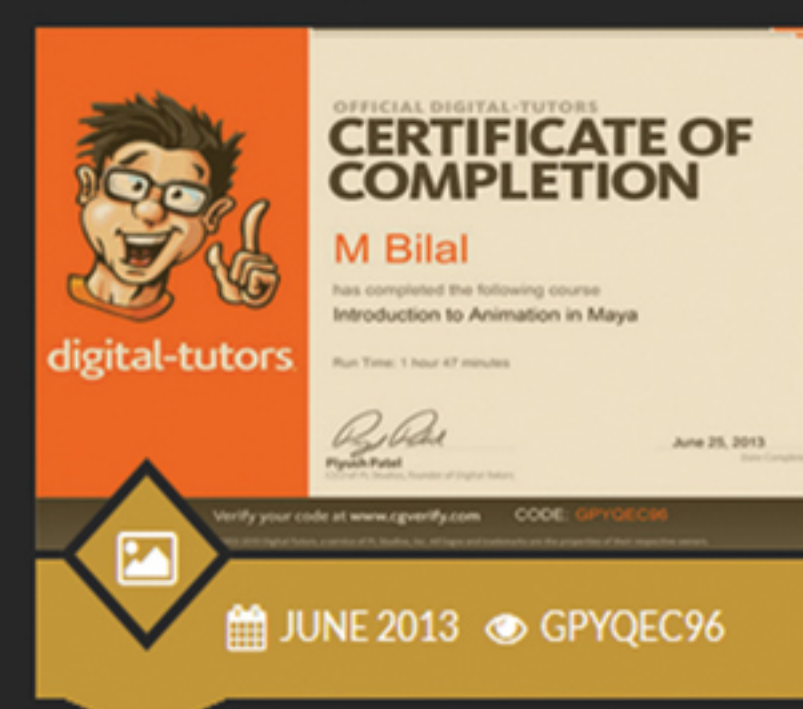 OFFICIAL DIGITAL-TUTORS
CERTIFICATE OF
COMPLETION
M Bilal
has completed the following course
Introduction to Animation in Maya
Run Time: 1 hour 47 minutes
digital-tutors
June 25, 2013
Piyush Patel
Verify your code at www.cgverify.com CODE: GPYQEC96
JUNE 2013 GPYQEC96